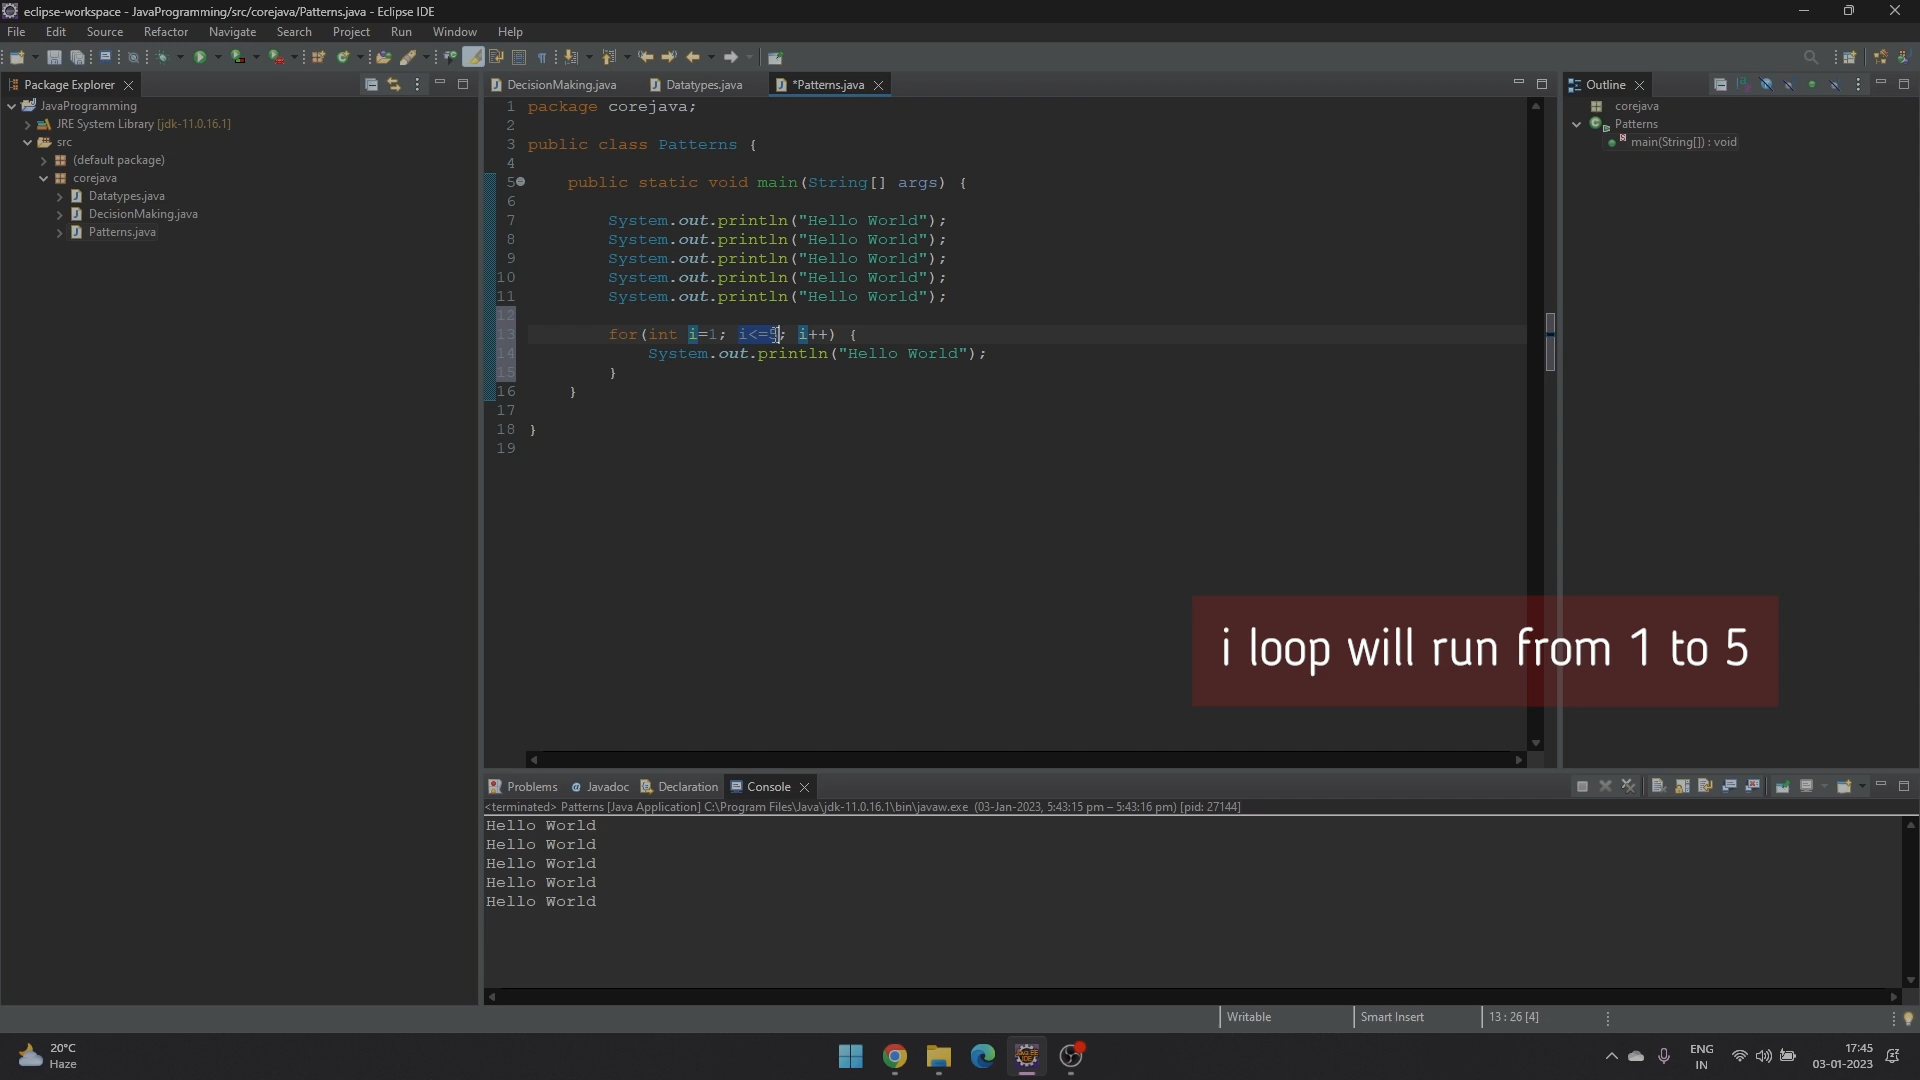 eclipse-workspace - JavaProgramming/src/corejava/Patterns.java - Eclipse IDE
File Edit Source Refactor Navigate Search Project Run Window Help
Package Explorer
JavaProgramming
JRE System Library [jdk-11.0.16.1]
src
(default package)
corejava
Datatypes.java
DecisionMaking.java
Patterns.java
DecisionMaking.java Datatypes.java *Patterns.java
1 package corejava;
2
3 public class Patterns {
4
5 public static void main(String[] args) {
6
7 System.out.println("Hello World");
8 System.out.println("Hello World");
9 System.out.println("Hello World");
10 System.out.println("Hello World");
11 System.out.println("Hello World");
12
13 for(int i=1; i<=5; i++) {
14 System.out.println("Hello World");
15 }
16 }
17
18 }
19
Outline
corejava
Patterns
main(String[]) : void
i loop will run from 1 to 5
Problems Javadoc Declaration Console
<terminated> Patterns [Java Application] C:\Program Files\Java\jdk-11.0.16.1\bin\javaw.exe (03-Jan-2023, 5:43:15 pm – 5:43:16 pm) [pid: 27144]
Hello World
Hello World
Hello World
Hello World
Hello World
Writable Smart Insert 13 : 26 [4]
20°C
Haze
ENG
IN
17:45
03-01-2023